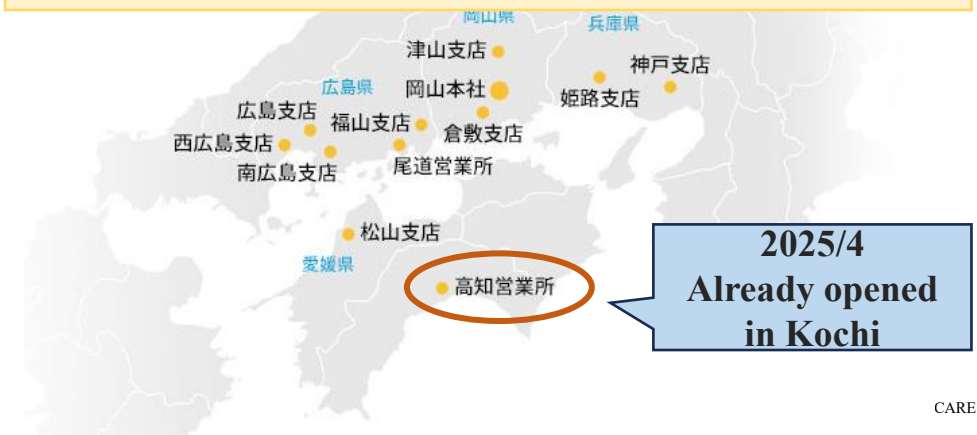 岡山県
兵庫県
津山支店
神戸支店
広島県
岡山本社
姫路支店
広島支店
福山支店
倉敷支店
西広島支店
南広島支店
尾道営業所
松山支店
愛媛県
高知営業所
2025/4
Already opened
in Kochi
CARE